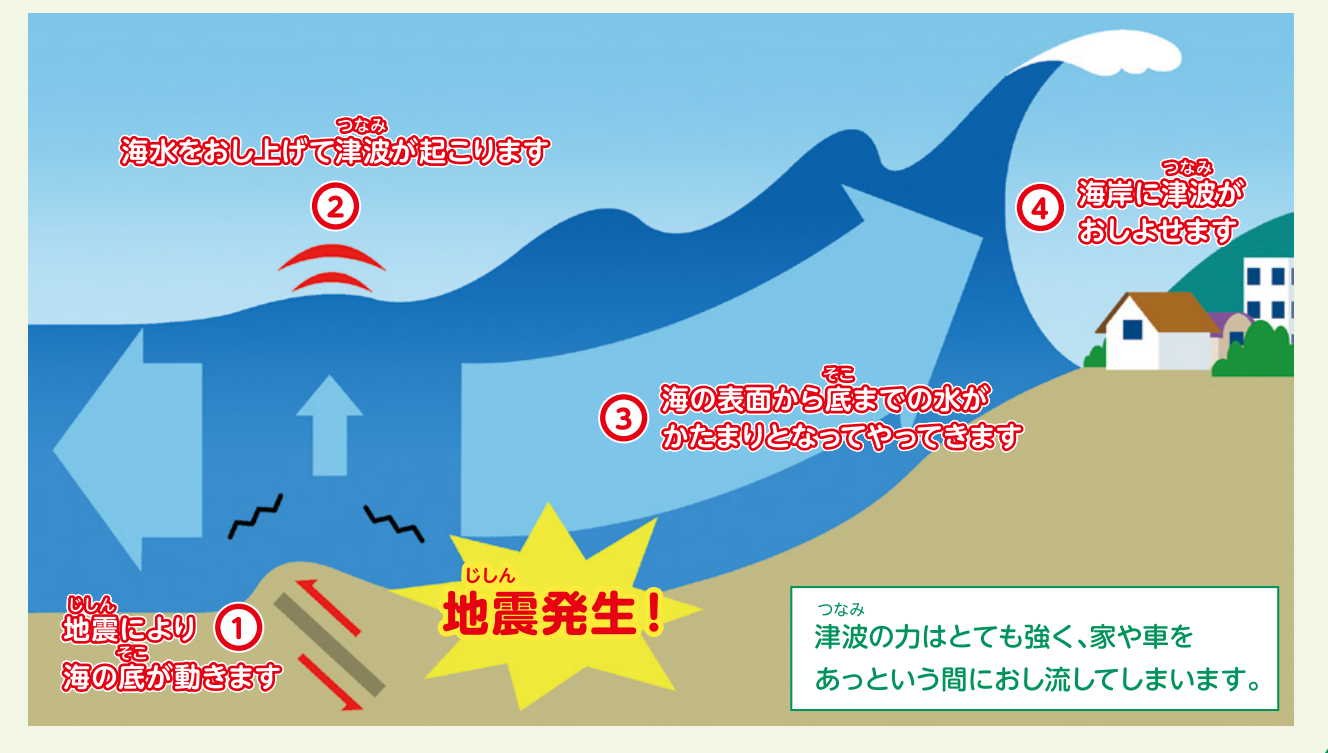 つなみ
海水をおし上げて津波が起こります
②
つなみ
④ 海岸に津波が
おしよせます
そこ
③ 海の表面から底までの水が
かたまりとなってやってきます
じしん
地震発生!
じしん
地震により ①
そこ
海の底が動きます
つなみ
津波の力はとても強く、家や車を
あっという間におし流してしまいます。